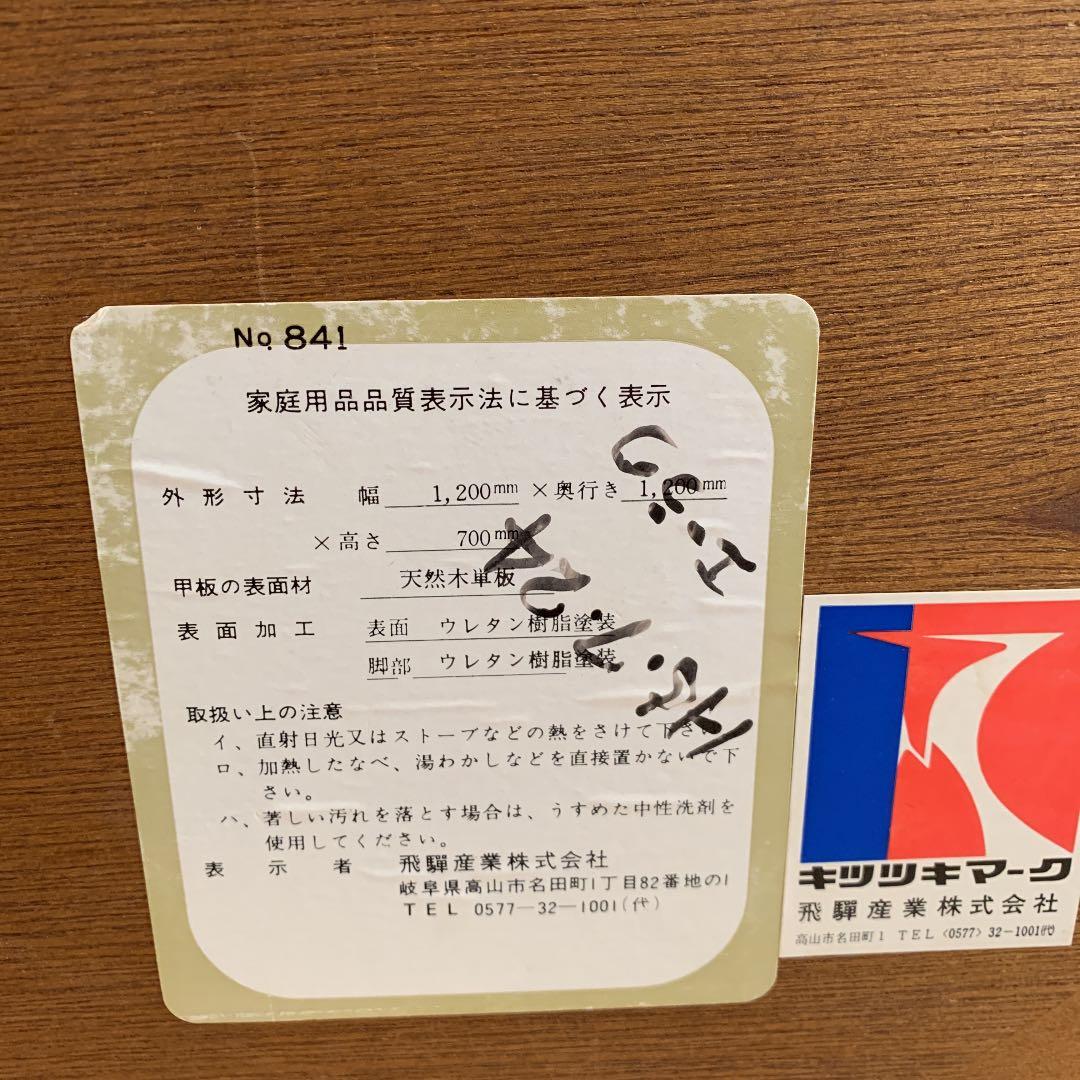 No. 841
家庭用品品質表示法に基づく表示
外形寸法 幅 1,200mm ×奥行き 1,200mm
×高さ 700mm
甲板の表面材 天然木単板
表面加工 表面 ウレタン樹脂塗装
脚部 ウレタン樹脂塗装
取扱い上の注意
イ、直射日光又はストーブなどの熱をさけて下さい。
ロ、加熱したなべ、湯わかしなどを直接置かないで下
さい。
ハ、著しい汚れを落とす場合は、うすめた中性洗剤を
使用してください。
表示者 飛驒産業株式会社
岐阜県高山市名田町1丁目82番地の1
TEL 0577-32-1001(代)
キツツキマーク
飛驒産業株式会社
高山市名田町1 TEL〈0577〉32-1001㈹